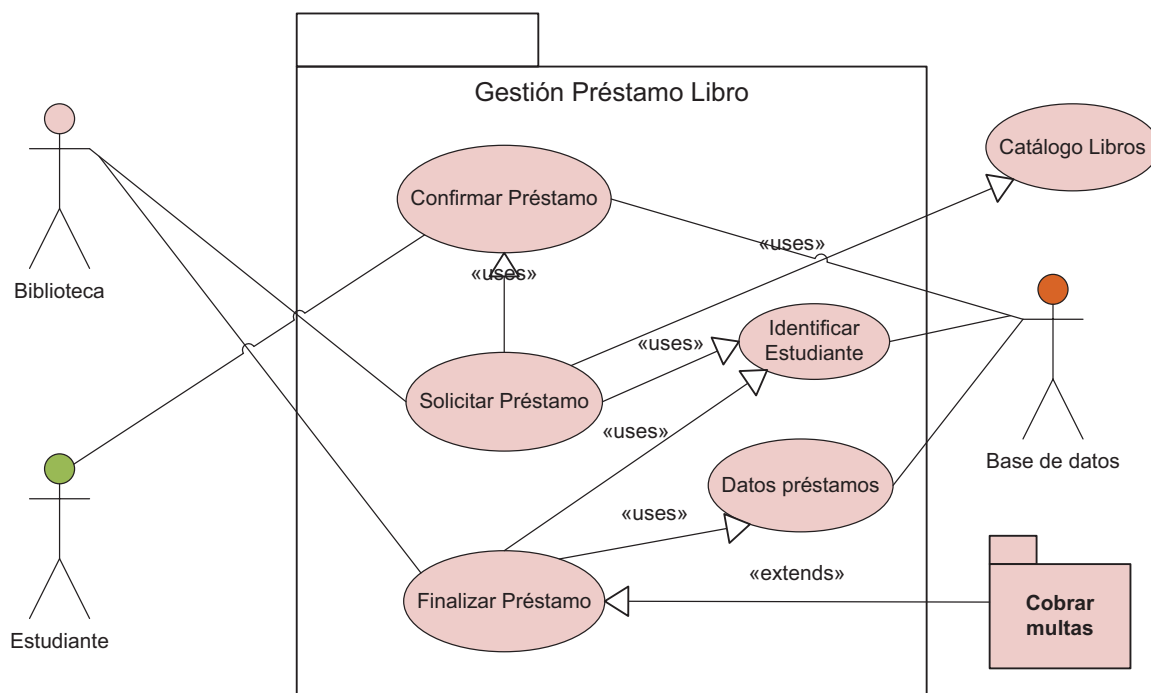 Gestión Préstamo Libro
Catálogo Libros
Confirmar Préstamo
«uses»
«uses»
Biblioteca
Identificar
Estudiante
«uses»
Solicitar Préstamo
«uses»
Base de datos
Datos préstamos
«uses»
«extends»
Finalizar Préstamo
Cobrar
multas
Estudiante